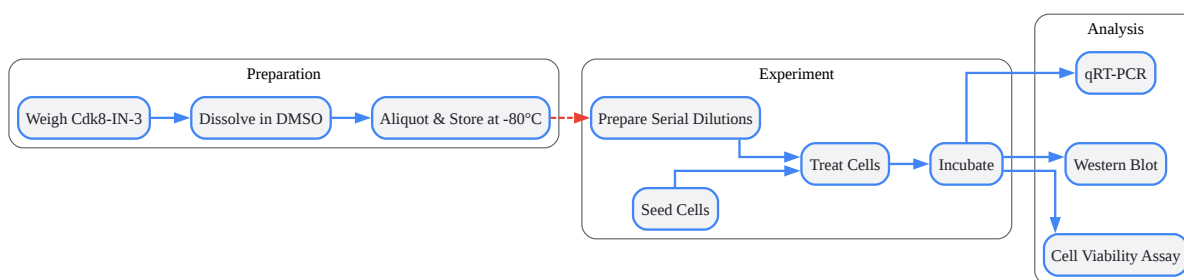 Preparation
Weigh Cdk8-IN-3
Dissolve in DMSO
Aliquot & Store at -80°C
Experiment
Prepare Serial Dilutions
Seed Cells
Treat Cells
Incubate
Analysis
qRT-PCR
Western Blot
Cell Viability Assay